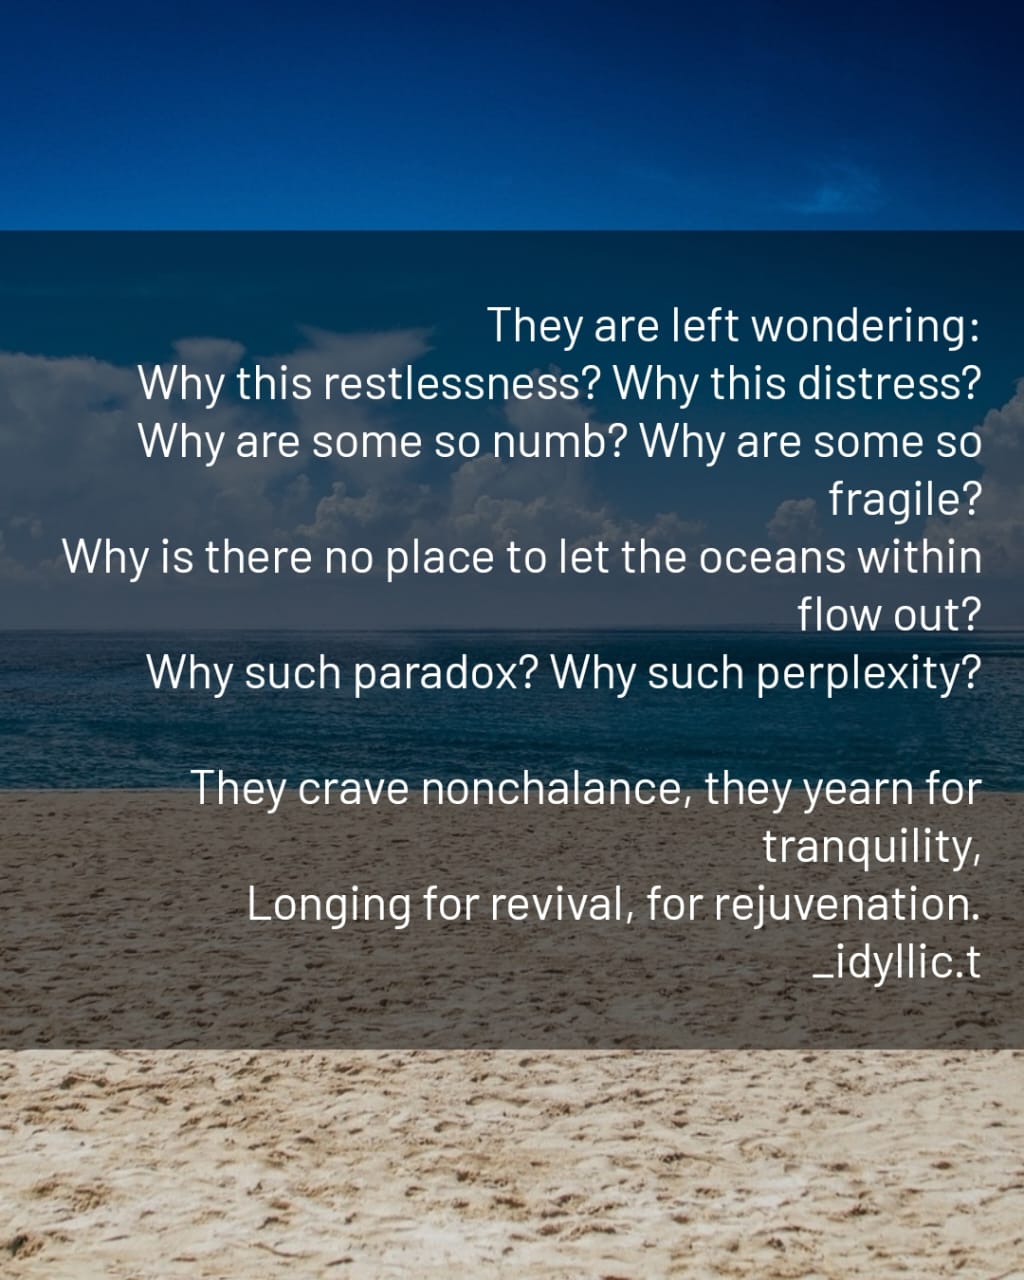 They are left wondering:
Why this restlessness? Why this distress?
Why are some so numb? Why are some so
fragile?
Why is there no place to let the oceans within
flow out?
Why such paradox? Why such perplexity?
They crave nonchalance, they yearn for
tranquility,
Longing for revival, for rejuvenation.
_idyllic.t